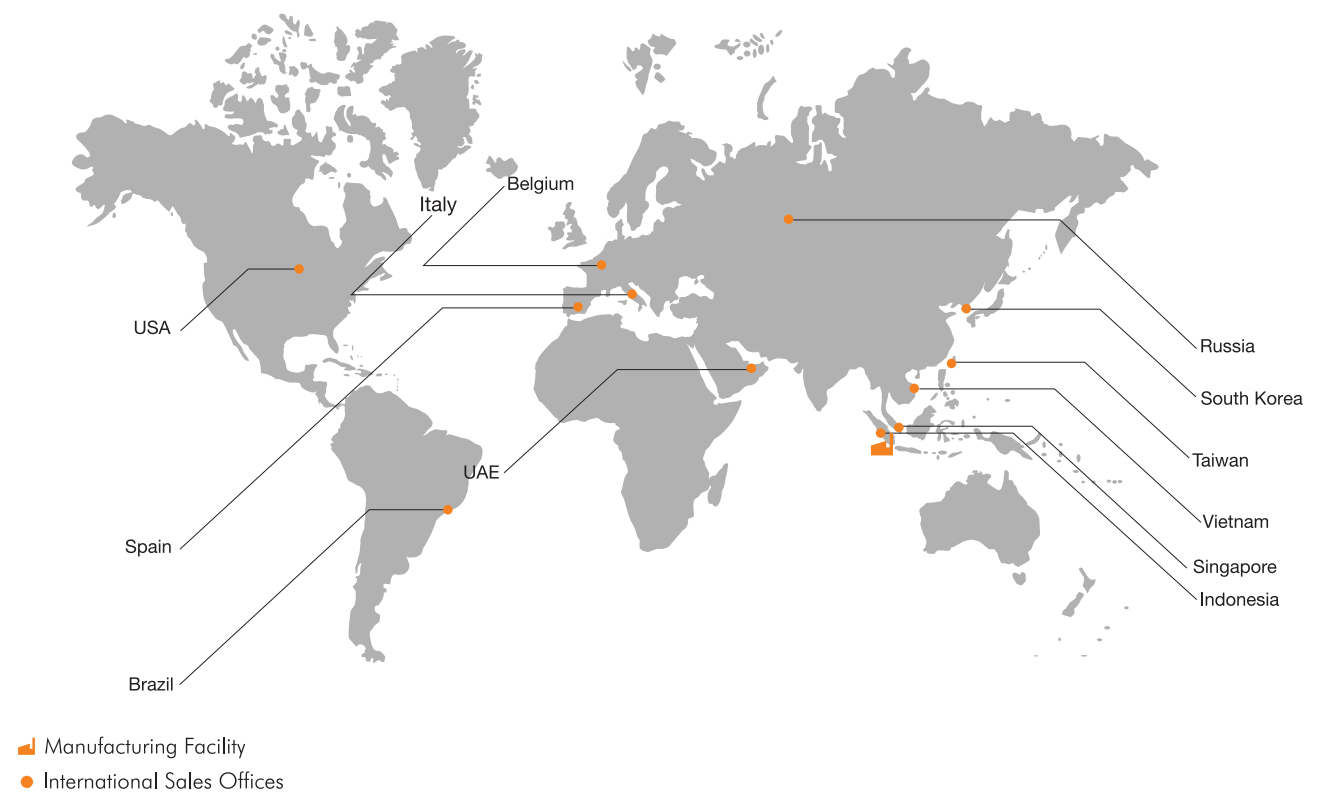 Belgium
Italy
USA
Russia
South Korea
UAE
Taiwan
Vietnam
Spain
Singapore
Indonesia
Brazil
Manufacturing Facility
International Sales Offices